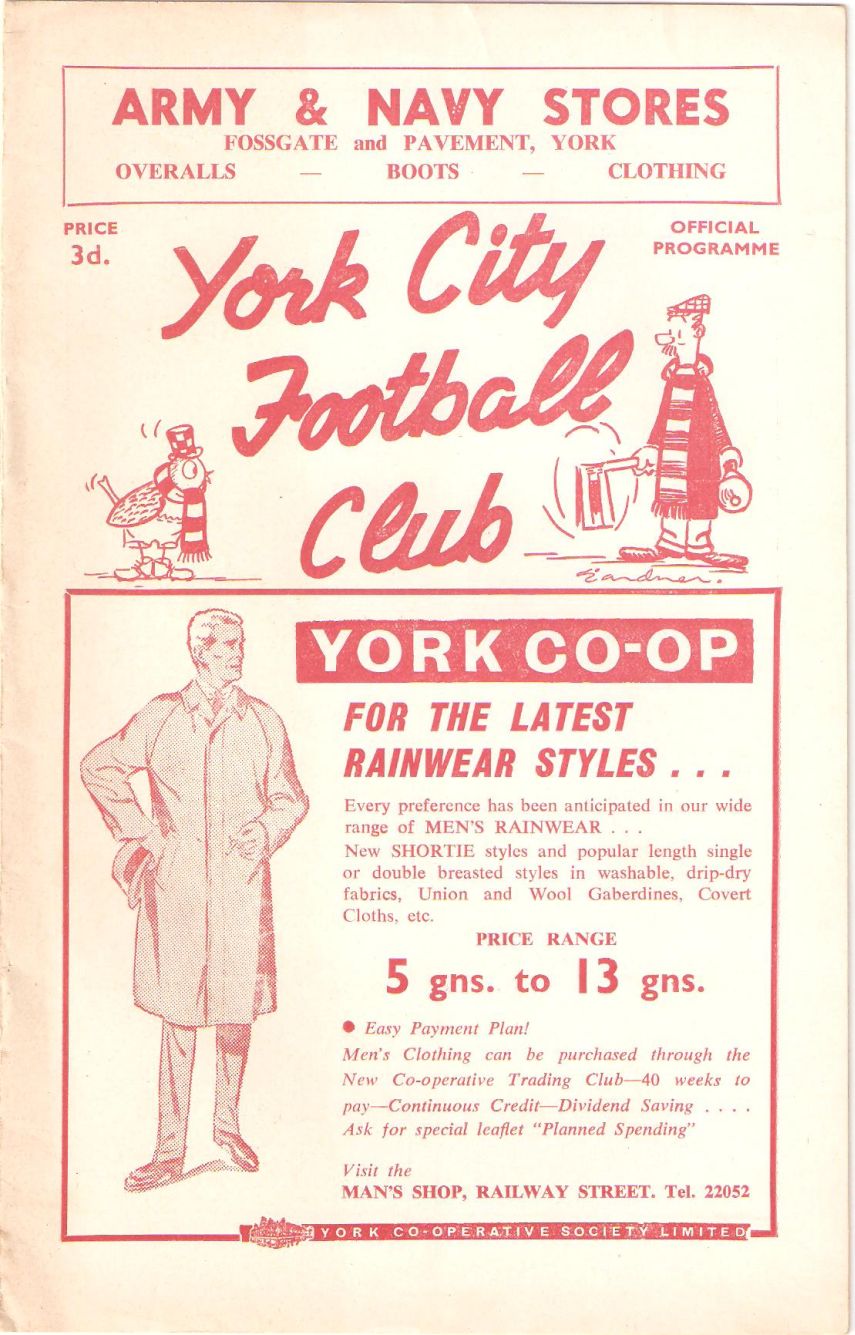 ARMY & NAVY STORES
FOSSGATE and PAVEMENT, YORK
OVERALLS — BOOTS — CLOTHING
PRICE
3d.
OFFICIAL
PROGRAMME
York City
Football
Club
Gardner.
YORK CO-OP
FOR THE LATEST
RAINWEAR STYLES . . .
Every preference has been anticipated in our wide
range of MEN'S RAINWEAR . . .
New SHORTIE styles and popular length single
or double breasted styles in washable, drip-dry
fabrics, Union and Wool Gaberdines, Covert
Cloths, etc.
PRICE RANGE
5 gns. to 13 gns.
● Easy Payment Plan!
Men's Clothing can be purchased through the
New Co-operative Trading Club—40 weeks to
pay—Continuous Credit—Dividend Saving . . . .
Ask for special leaflet "Planned Spending"
Visit the
MAN'S SHOP, RAILWAY STREET. Tel. 22052
YORK CO-OPERATIVE SOCIETY LIMITED